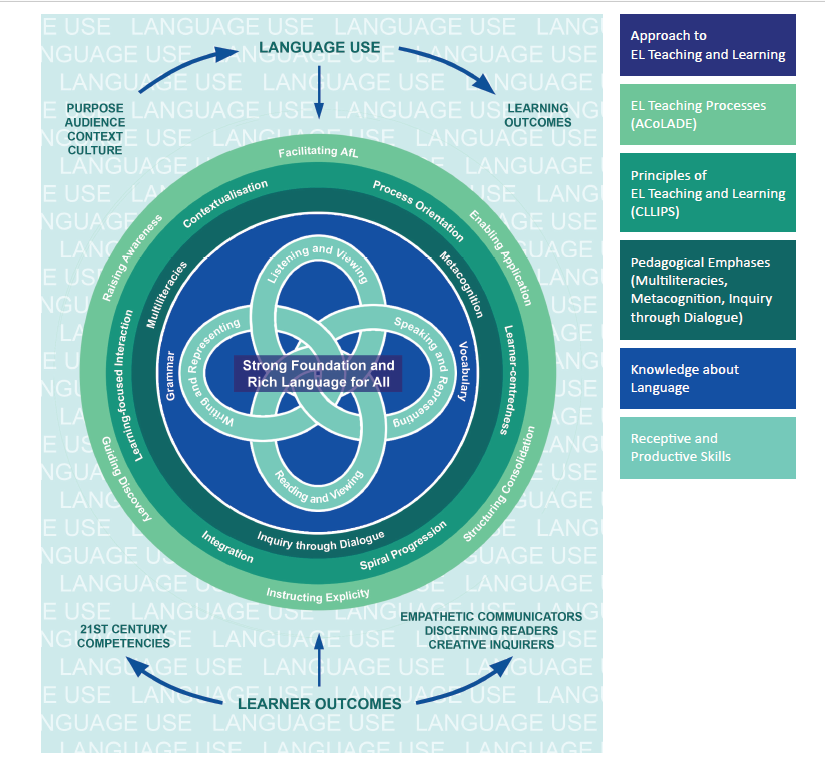 LANGUAGE USE
PURPOSE
AUDIENCE
CONTEXT
CULTURE
LEARNING
OUTCOMES
Facilitating AfL
Raising Awareness
Enabling Application
Guiding Discovery
Structuring Consolidation
Instructing Explicity
Contextualisation
Process Orientation
Learning-focused Interaction
Learner-centredness
Integration
Spiral Progression
Multiliteracies
Metacognition
Inquiry through Dialogue
Grammar
Vocabulary
Listening and Viewing
Writing and Representing
Speaking and Representing
Reading and Viewing
Strong Foundation and
Rich Language for All
21ST CENTURY
COMPETENCIES
EMPATHETIC COMMUNICATORS
DISCERNING READERS
CREATIVE INQUIRERS
LEARNER OUTCOMES
Approach to
EL Teaching and Learning
EL Teaching Processes
(ACoLADE)
Principles of
EL Teaching and Learning
(CLLIPS)
Pedagogical Emphases
(Multiliteracies,
Metacognition, Inquiry
through Dialogue)
Knowledge about
Language
Receptive and
Productive Skills